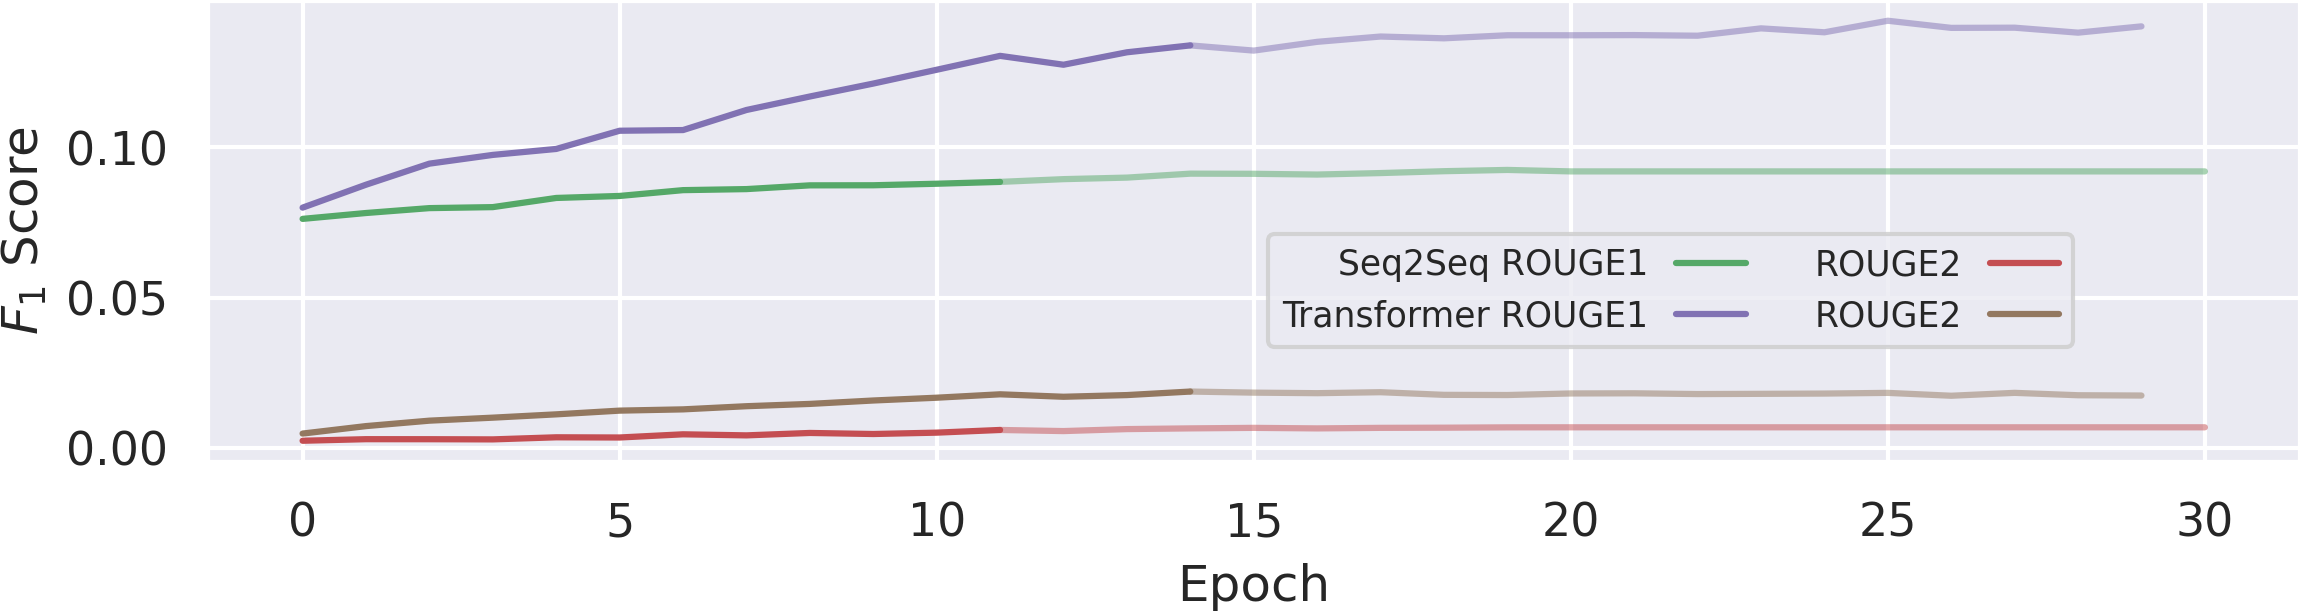 F1 Score
0.10
0.05
0.00
Seq2Seq ROUGE1 ROUGE2
Transformer ROUGE1 ROUGE2
0 5 10 15 20 25 30
Epoch